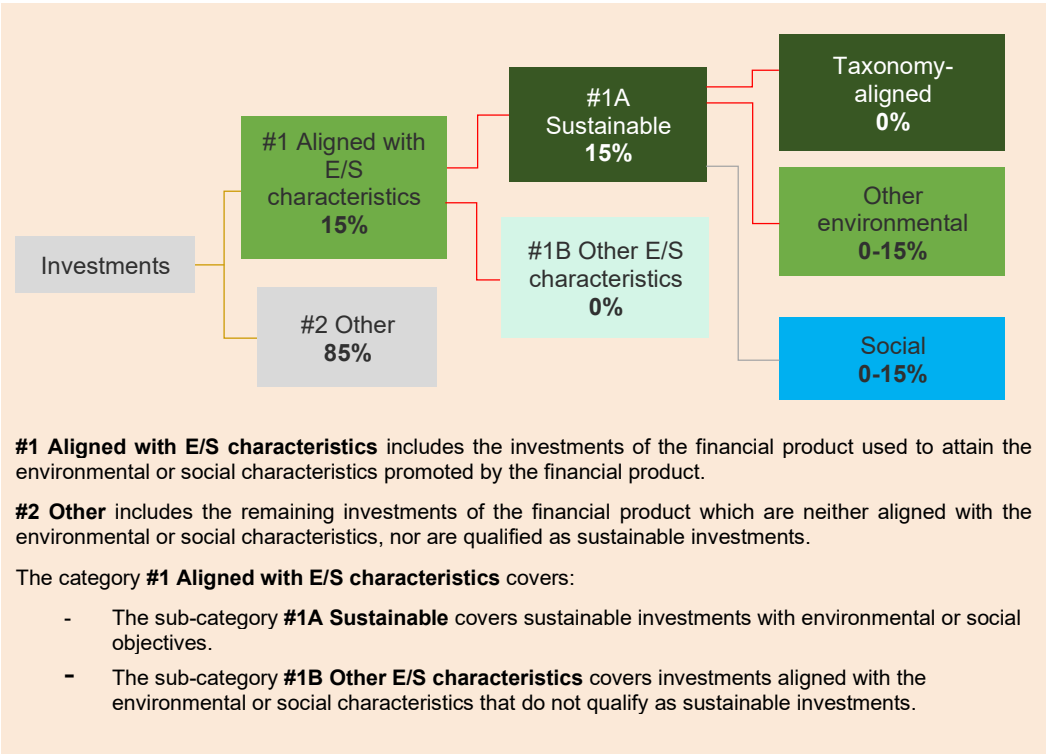 Investments
#1 Aligned with
E/S
characteristics
15%
#2 Other
85%
#1A
Sustainable
15%
#1B Other E/S
characteristics
0%
Taxonomy-
aligned
0%
Other
environmental
0-15%
Social
0-15%
#1 Aligned with E/S characteristics includes the investments of the financial product used to attain the
environmental or social characteristics promoted by the financial product.
#2 Other includes the remaining investments of the financial product which are neither aligned with the
environmental or social characteristics, nor are qualified as sustainable investments.
The category #1 Aligned with E/S characteristics covers:
- The sub-category #1A Sustainable covers sustainable investments with environmental or social
objectives.
- The sub-category #1B Other E/S characteristics covers investments aligned with the
environmental or social characteristics that do not qualify as sustainable investments.